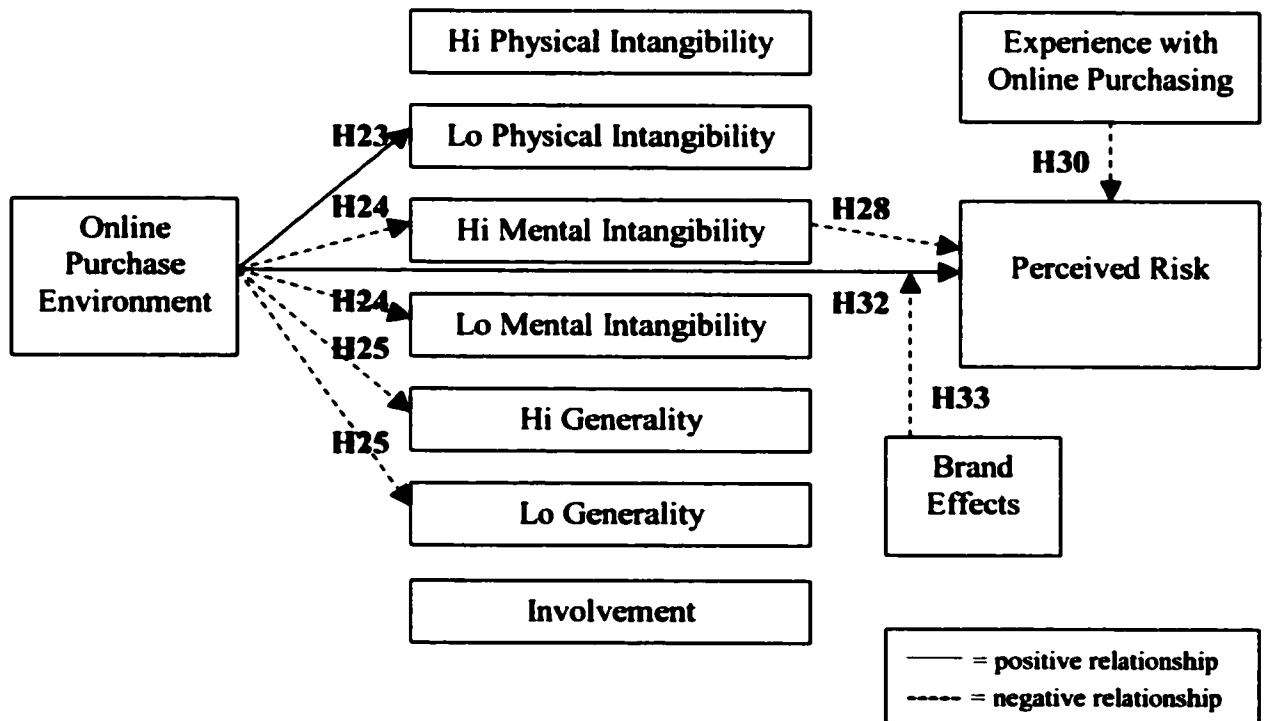 Hi Physical Intangibility
Experience with
Online Purchasing
H23
Lo Physical Intangibility
H30
Online
Purchase
Environment
H24
Hi Mental Intangibility
H28
Perceived Risk
H24
Lo Mental Intangibility
H32
H25
Hi Generality
H33
H25
Lo Generality
Brand
Effects
Involvement
= positive relationship
= negative relationship